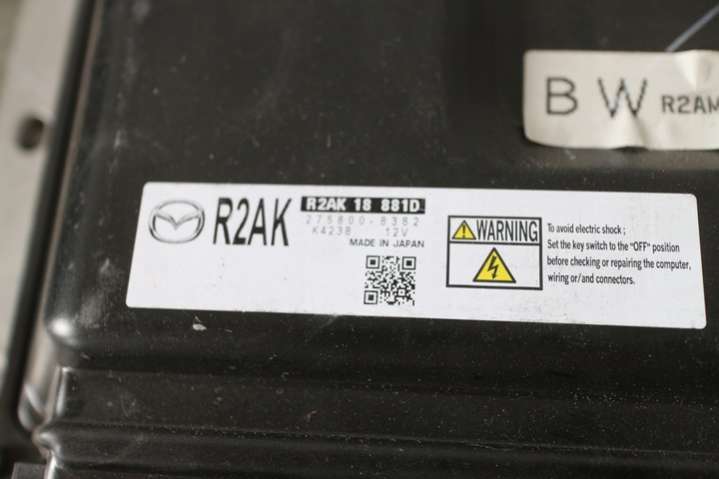 B W R2AM
R2AK
R2AK 18 881D
275800-8382
K4238 12V
MADE IN JAPAN
WARNING
To avoid electric shock ;
Set the key switch to the "OFF" position
before checking or repairing the computer,
wiring or/and connectors.